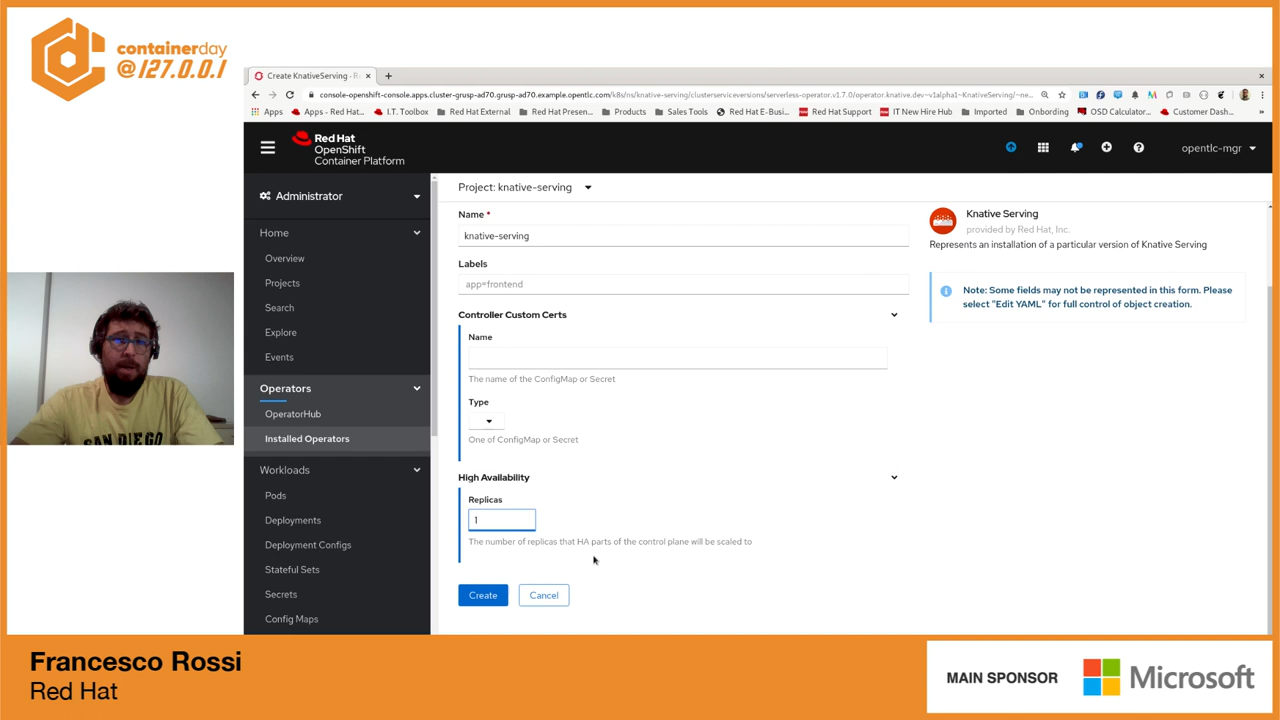 containerday
@127.0.0.1
Create KnativeServing · R
console-openshift-console.apps.cluster-grusp-ad70.grusp-ad70.example.opentlc.com/k8s/ns/knative-serving/clusterserviceversions/serverless-operator.v1.7.0/operator.knative.dev~v1alpha1~KnativeServing/~ne...
Apps
Apps - Red Hat...
I.T. Toolbox
Red Hat External
Red Hat Presen...
Products
Sales Tools
Red Hat E-Busi...
Red Hat Support
IT New Hire Hub
Imported
Onbording
OSD Calculator...
Customer Dash...
Red Hat
OpenShift
Container Platform
opentlc-mgr
Administrator
Home
Overview
Projects
Search
Explore
Events
Operators
OperatorHub
Installed Operators
Workloads
Pods
Deployments
Deployment Configs
Stateful Sets
Secrets
Config Maps
Project: knative-serving
Name *
knative-serving
Labels
app=frontend
Controller Custom Certs
Name
The name of the ConfigMap or Secret
Type
One of ConfigMap or Secret
High Availability
Replicas
1
The number of replicas that HA parts of the control plane will be scaled to
Create
Cancel
Knative Serving
provided by Red Hat, Inc.
Represents an installation of a particular version of Knative Serving
Note: Some fields may not be represented in this form. Please
select "Edit YAML" for full control of object creation.
SAN DIEGO
Francesco Rossi
Red Hat
MAIN SPONSOR
Microsoft